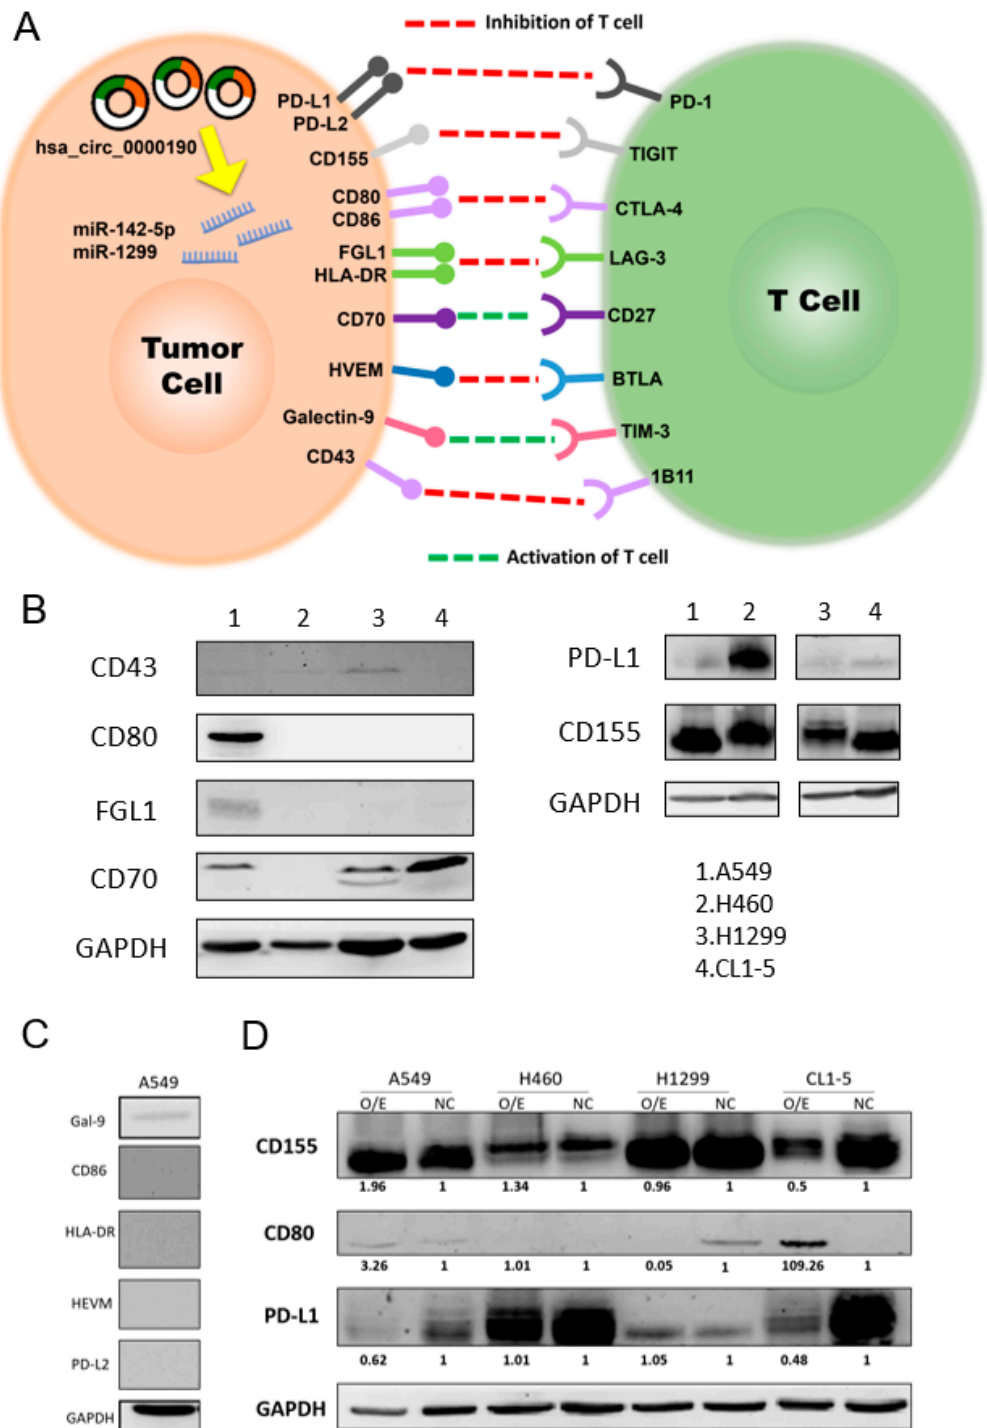 A
Inhibition of T cell
PD-L1
PD-L2
PD-1
hsa_circ_0000190
CD155
TIGIT
CD80
CD86
CTLA-4
miR-142-5p
miR-1299
FGL1
HLA-DR
LAG-3
CD70
CD27
T Cell
Tumor
Cell
HVEM
BTLA
Galectin-9
TIM-3
CD43
1B11
Activation of T cell
B
1 2 3 4
CD43
CD80
FGL1
CD70
GAPDH
1 2 3 4
PD-L1
CD155
GAPDH
1.A549
2.H460
3.H1299
4.CL1-5
C
A549
Gal-9
CD86
HLA-DR
HEVM
PD-L2
GAPDH
D
A549 H460 H1299 CL1-5
O/E NC O/E NC O/E NC O/E NC
CD155
1.96 1 1.34 1 0.96 1 0.5 1
CD80
3.26 1 1.01 1 0.05 1 109.26 1
PD-L1
0.62 1 1.01 1 1.05 1 0.48 1
GAPDH